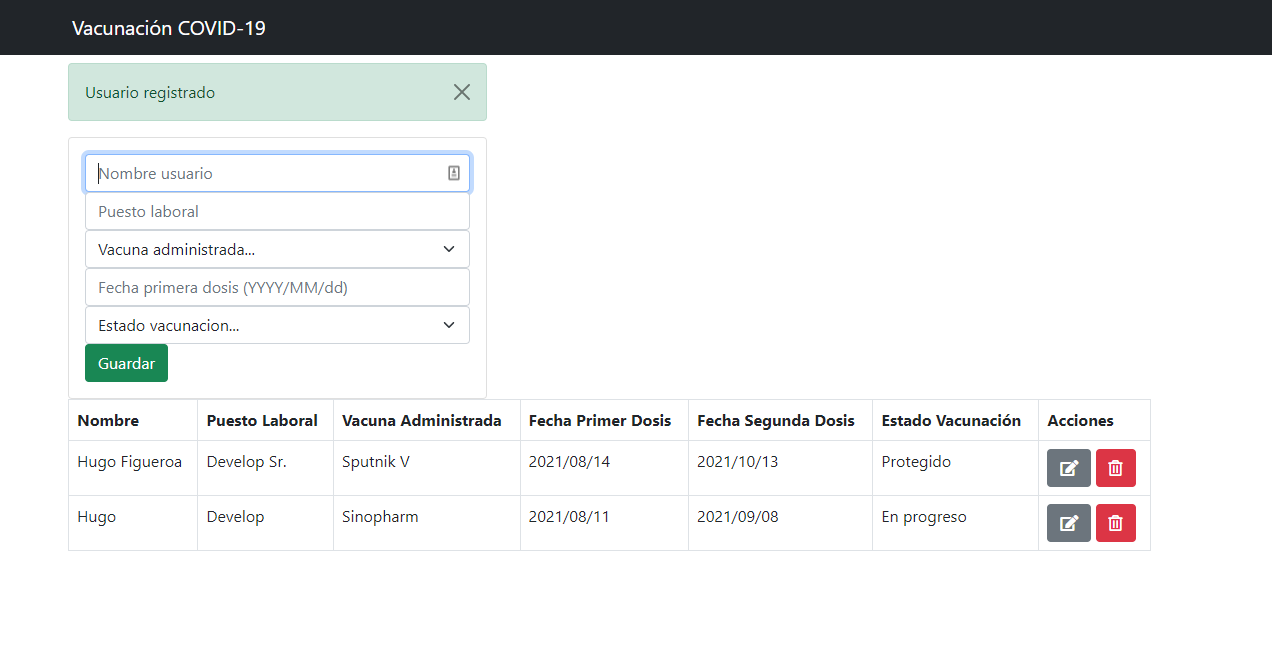 Vacunación COVID-19
Usuario registrado
Nombre usuario
Puesto laboral
Vacuna administrada...
Fecha primera dosis (YYYY/MM/dd)
Estado vacunacion...
Guardar
Nombre Puesto Laboral Vacuna Administrada Fecha Primer Dosis Fecha Segunda Dosis Estado Vacunación Acciones
Hugo Figueroa Develop Sr. Sputnik V 2021/08/14 2021/10/13 Protegido
Hugo Develop Sinopharm 2021/08/11 2021/09/08 En progreso